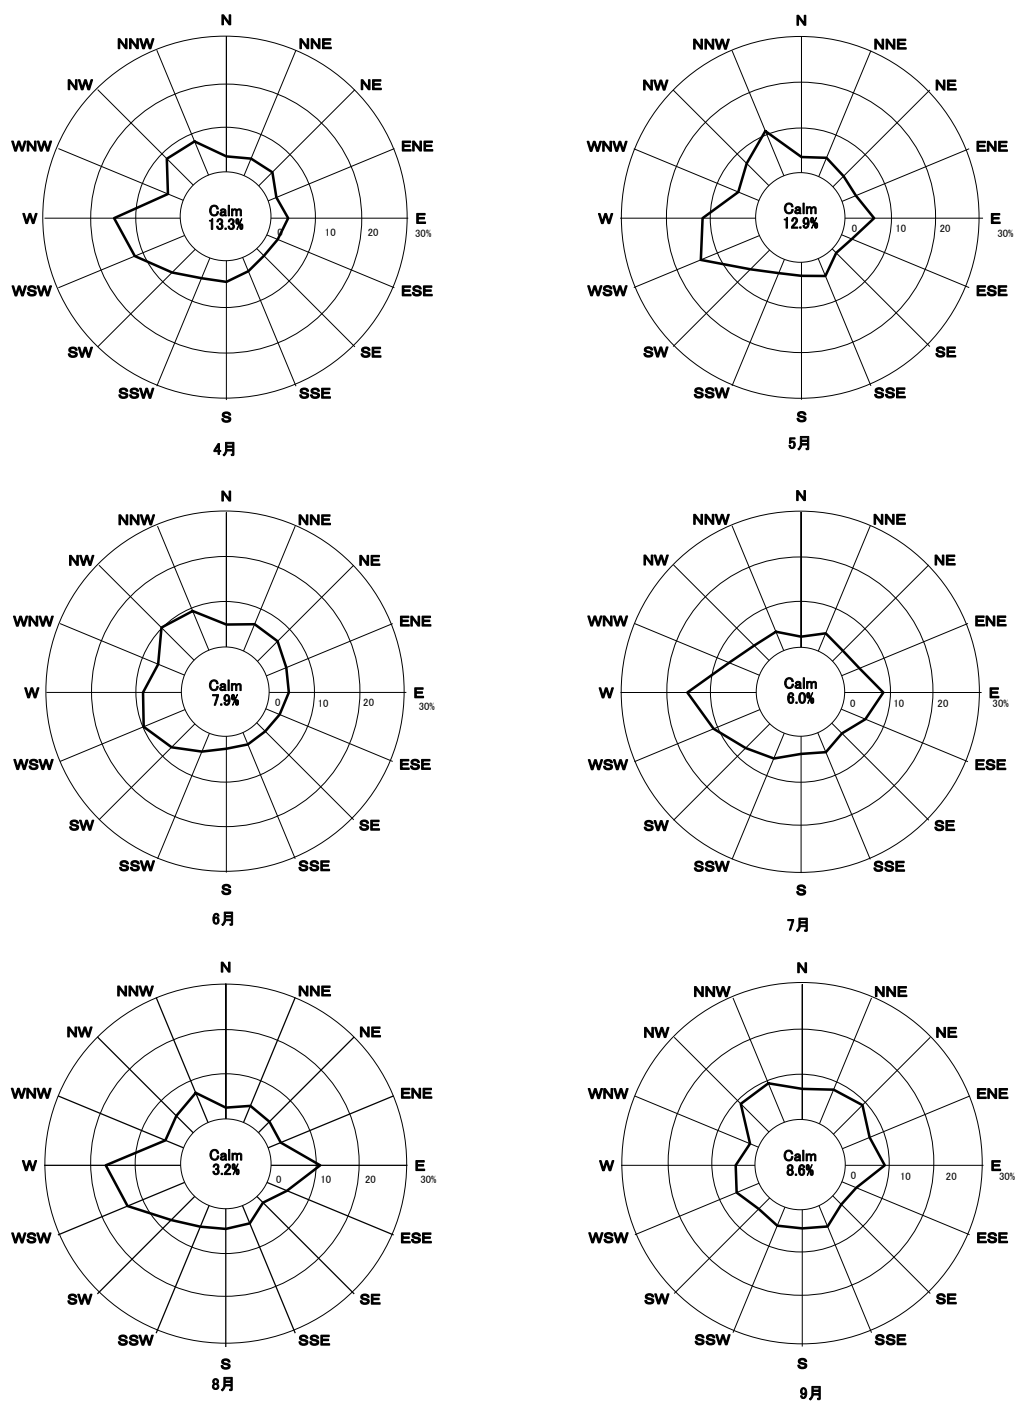 N
NNW NNE
NW NE
WNW ENE
Calm
13.3%
W E
0 10 20 30%
WSW ESE
SW SE
SSW SSE
S
4月
N
NNW NNE
NW NE
WNW ENE
Calm
12.9%
W E
0 10 20 30%
WSW ESE
SW SE
SSW SSE
S
5月
N
NNW NNE
NW NE
WNW ENE
Calm
7.9%
W E
0 10 20 30%
WSW ESE
SW SE
SSW SSE
S
6月
N
NNW NNE
NW NE
WNW ENE
Calm
6.0%
W E
0 10 20 30%
WSW ESE
SW SE
SSW SSE
S
7月
N
NNW NNE
NW NE
WNW ENE
Calm
3.2%
W E
0 10 20 30%
WSW ESE
SW SE
SSW SSE
S
8月
N
NNW NNE
NW NE
WNW ENE
Calm
8.6%
W E
0 10 20 30%
WSW ESE
SW SE
SSW SSE
S
9月